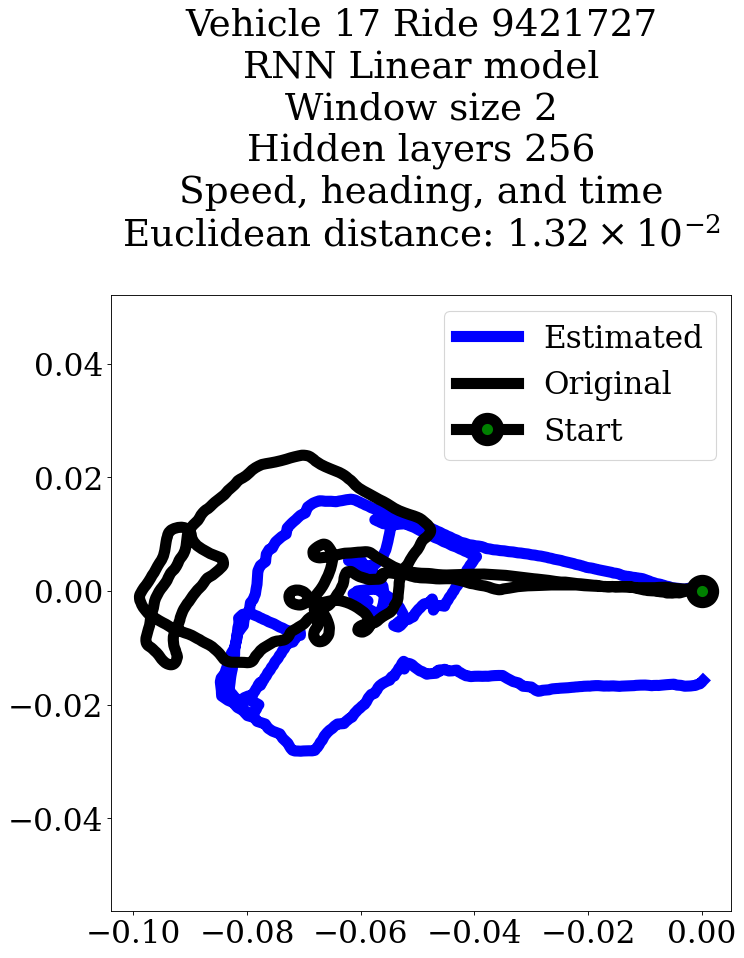 Vehicle 17 Ride 9421727
RNN Linear model
Window size 2
Hidden layers 256
Speed, heading, and time
Euclidean distance: 1.32 × 10⁻²
Estimated
Original
Start
0.04
0.02
0.00
−0.02
−0.04
−0.10
−0.08
−0.06
−0.04
−0.02
0.00